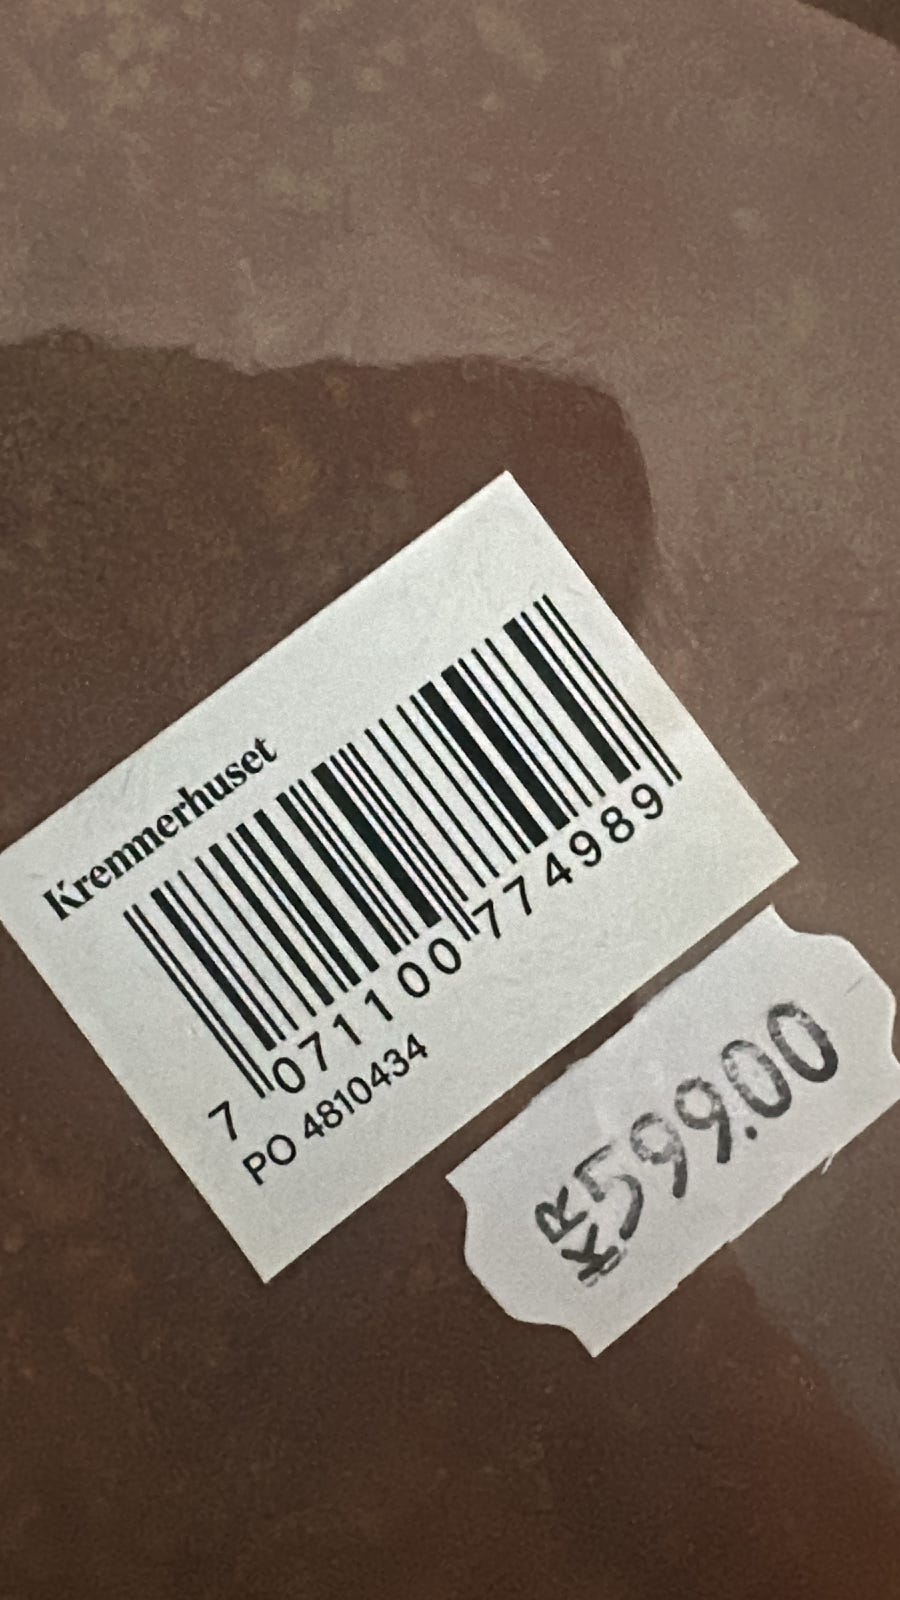 Kremmerhuset
7 071100 774989
PO 4810434
KR 599.00